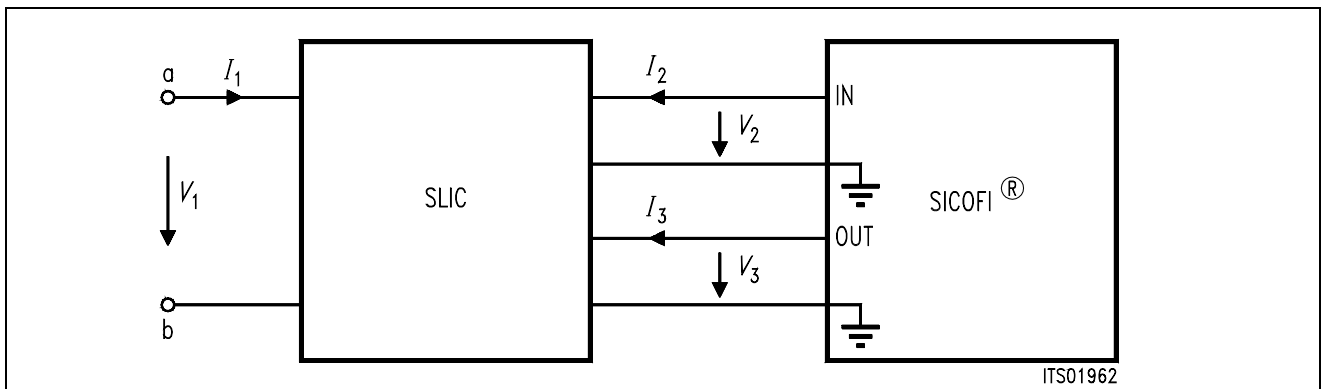 a
I1
V1
b
SLIC
I2
V2
I3
V3
IN
SICOFI ®
OUT
ITS01962